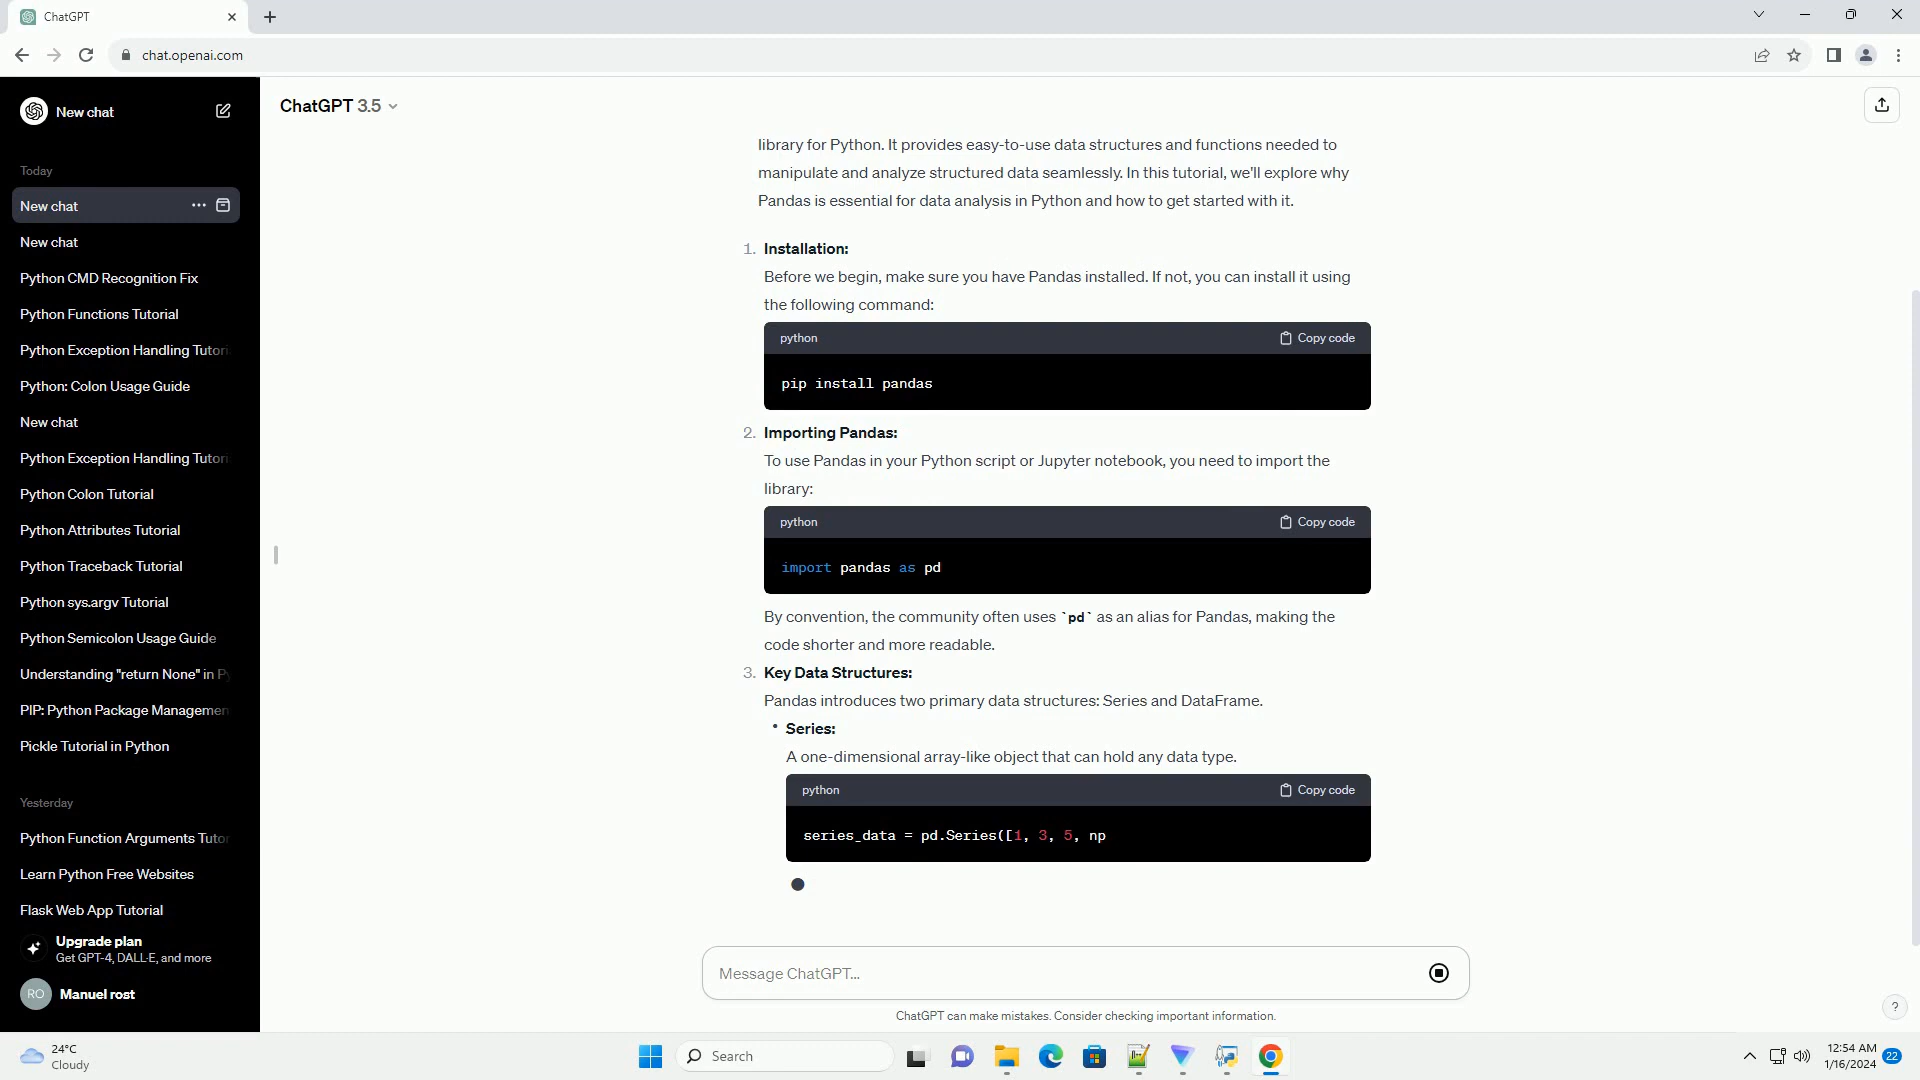 ChatGPT
chat.openai.com
New chat
Today
New chat
New chat
Python CMD Recognition Fix
Python Functions Tutorial
Python Exception Handling Tutori
Python: Colon Usage Guide
New chat
Python Exception Handling Tutori
Python Colon Tutorial
Python Attributes Tutorial
Python Traceback Tutorial
Python sys.argv Tutorial
Python Semicolon Usage Guide
Understanding "return None" in Py
PIP: Python Package Managemen
Pickle Tutorial in Python
Yesterday
Python Function Arguments Tutor
Learn Python Free Websites
Flask Web App Tutorial
Upgrade plan
Get GPT-4, DALL·E, and more
RO Manuel rost
ChatGPT 3.5
library for Python. It provides easy-to-use data structures and functions needed to
manipulate and analyze structured data seamlessly. In this tutorial, we'll explore why
Pandas is essential for data analysis in Python and how to get started with it.
1. Installation:
Before we begin, make sure you have Pandas installed. If not, you can install it using
the following command:
python Copy code
pip install pandas
2. Importing Pandas:
To use Pandas in your Python script or Jupyter notebook, you need to import the
library:
python Copy code
import pandas as pd
By convention, the community often uses `pd` as an alias for Pandas, making the
code shorter and more readable.
3. Key Data Structures:
Pandas introduces two primary data structures: Series and DataFrame.
• Series:
A one-dimensional array-like object that can hold any data type.
python Copy code
series_data = pd.Series([1, 3, 5, np
Message ChatGPT...
ChatGPT can make mistakes. Consider checking important information.
?
24°C
Cloudy
Search
12:54 AM
1/16/2024
22